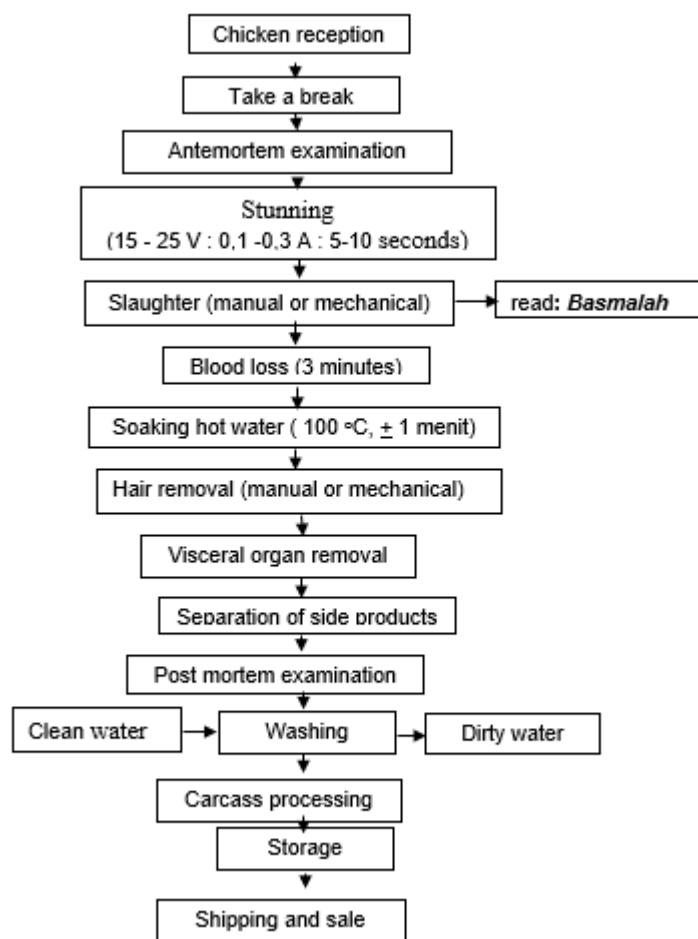 Chicken reception
Take a break
Antemortem examination
Stunning
(15 - 25 V : 0,1 -0,3 A : 5-10 seconds)
Slaughter (manual or mechanical)
read: Basmalah
Blood loss (3 minutes)
Soaking hot water ( 100 ºC, ± 1 menit)
Hair removal (manual or mechanical)
Visceral organ removal
Separation of side products
Post mortem examination
Clean water
Washing
Dirty water
Carcass processing
Storage
Shipping and sale